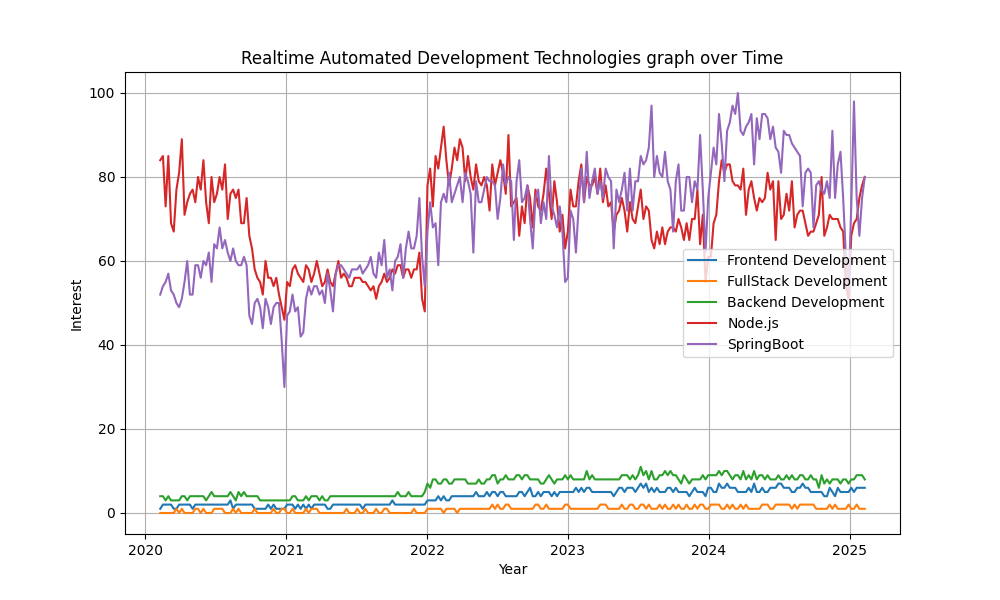 Realtime Automated Development Technologies graph over Time
Interest
100
80
60
40
20
0
Frontend Development
FullStack Development
Backend Development
Node.js
SpringBoot
2020 2021 2022 2023 2024 2025
Year